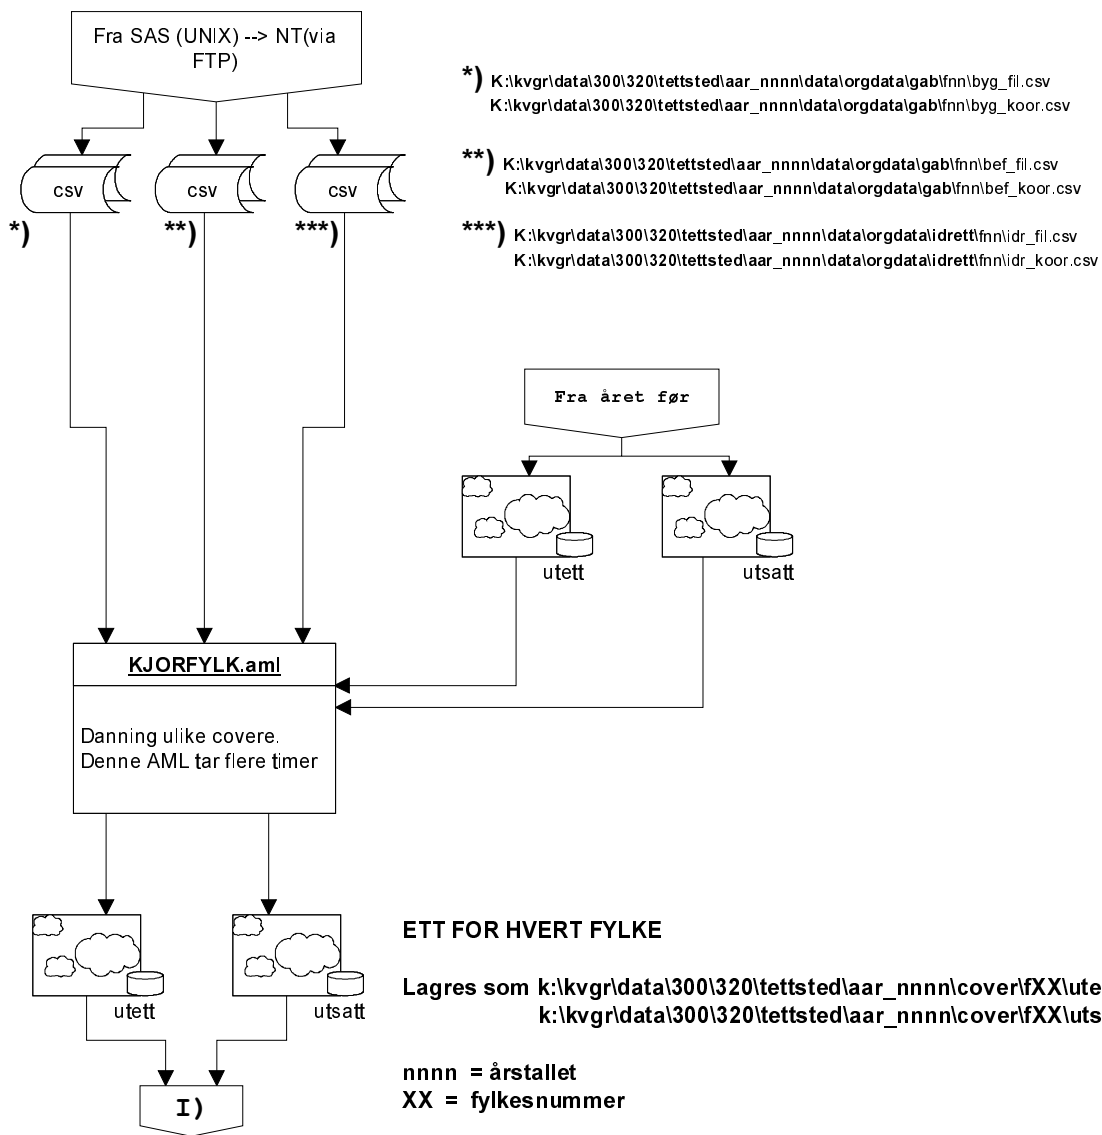 Fra SAS (UNIX) --> NT(via
FTP)
*) K:\kvgr\data\300\320\tettsted\aar_nnnn\data\orgdata\gab\fnn\byg_fil.csv
K:\kvgr\data\300\320\tettsted\aar_nnnn\data\orgdata\gab\fnn\byg_koor.csv
**) K:\kvgr\data\300\320\tettsted\aar_nnnn\data\orgdata\gab\fnn\bef_fil.csv
K:\kvgr\data\300\320\tettsted\aar_nnnn\data\orgdata\gab\fnn\bef_koor.csv
***) K:\kvgr\data\300\320\tettsted\aar_nnnn\data\orgdata\idrett\fnn\idr_fil.csv
K:\kvgr\data\300\320\tettsted\aar_nnnn\data\orgdata\idrett\fnn\idr_koor.csv
csv
csv
csv
*)
**)
***)
Fra året før
utett
utsatt
KJORFYLK.aml
Danning ulike covere.
Denne AML tar flere timer
utett
utsatt
ETT FOR HVERT FYLKE
Lagres som k:\kvgr\data\300\320\tettsted\aar_nnnn\cover\fXX\ute
k:\kvgr\data\300\320\tettsted\aar_nnnn\cover\fXX\uts
nnnn = årstallet
XX = fylkesnummer
I)